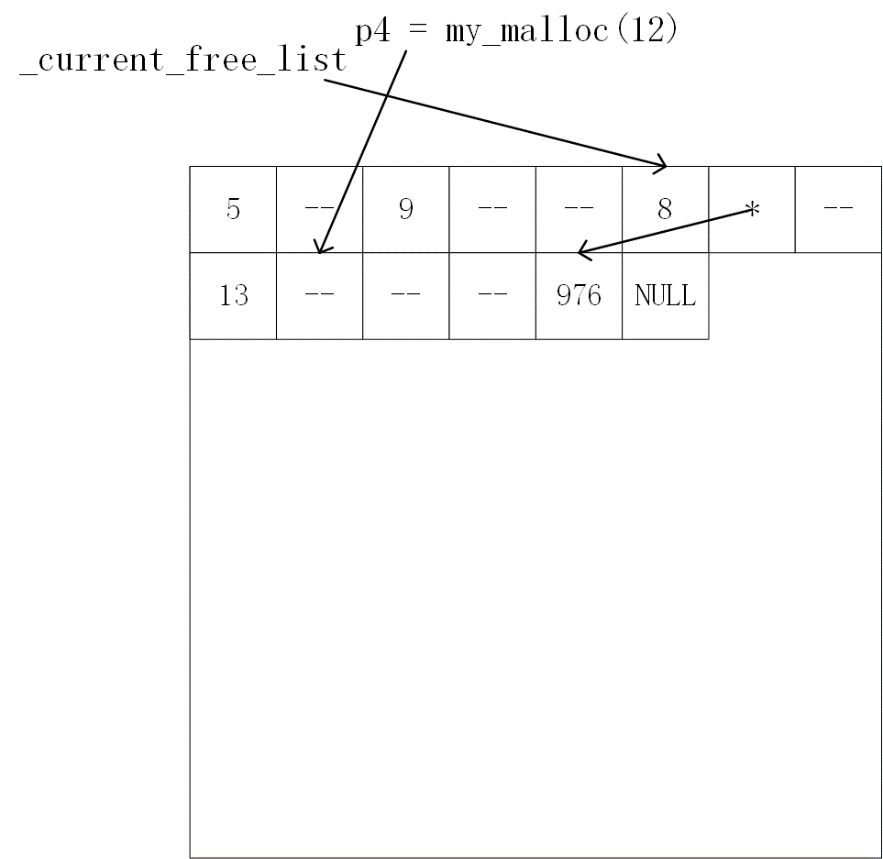 p4 = my_malloc(12)
_current_free_list
5 -- 9 -- -- 8 * --
13 -- -- -- 976 NULL